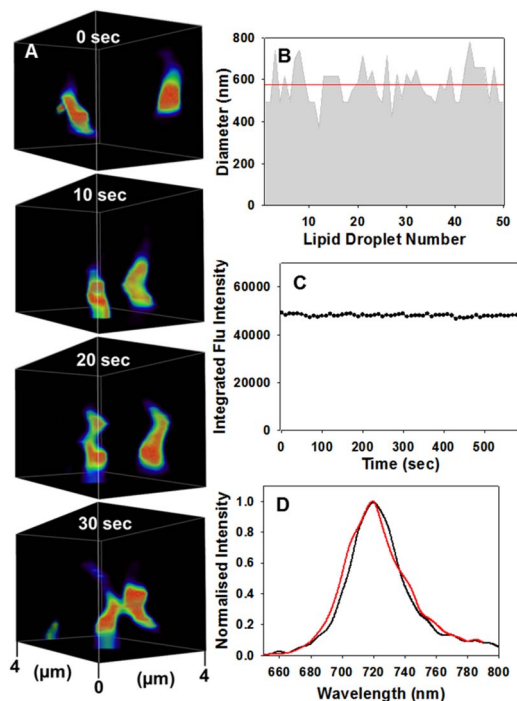 A
0 sec
10 sec
20 sec
30 sec
4
(µm)
0
(µm)
4
B
Diameter (nm)
800
600
400
200
0
10
20
30
40
50
Lipid Droplet Number
C
Integrated Flu Intensity
60000
40000
20000
0
0
100
200
300
400
500
Time (sec)
D
Normalised Intensity
1.0
0.8
0.6
0.4
0.2
0.0
660
680
700
720
740
760
780
800
Wavelength (nm)